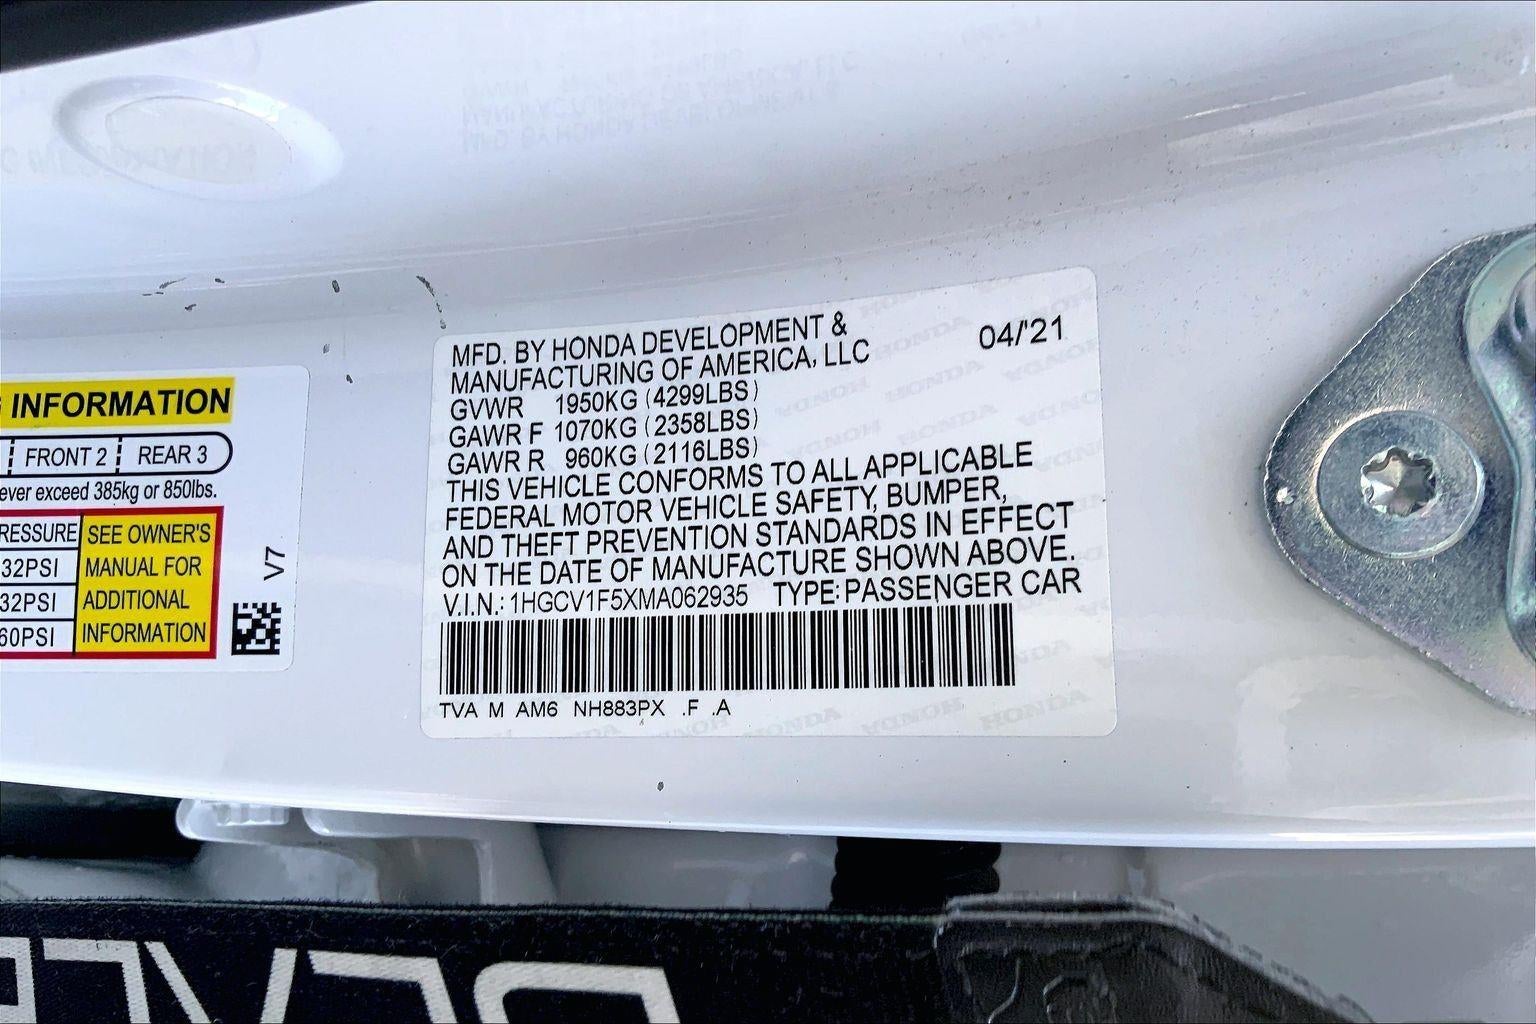 INFORMATION
FRONT 2 REAR 3
ever exceed 385kg or 850lbs.
RESSURE SEE OWNER'S
32PSI MANUAL FOR
32PSI ADDITIONAL
60PSI INFORMATION
V7
MFD. BY HONDA DEVELOPMENT & 04/'21
MANUFACTURING OF AMERICA, LLC
GVWR 1950KG (4299LBS)
GAWR F 1070KG (2358LBS)
GAWR R 960KG (2116LBS)
THIS VEHICLE CONFORMS TO ALL APPLICABLE
FEDERAL MOTOR VEHICLE SAFETY, BUMPER,
AND THEFT PREVENTION STANDARDS IN EFFECT
ON THE DATE OF MANUFACTURE SHOWN ABOVE.
V.I.N.: 1HGCV1F5XMA062935 TYPE: PASSENGER CAR
TVA M AM6 NH883PX .F .A